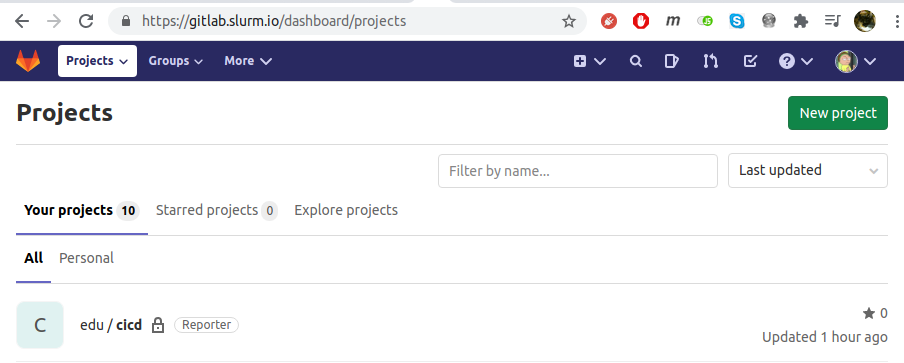 https://gitlab.slurm.io/dashboard/projects
Projects Groups More
Projects New project
Filter by name... Last updated
Your projects 10 Starred projects 0 Explore projects
All Personal
C edu / cicd Reporter 0
Updated 1 hour ago